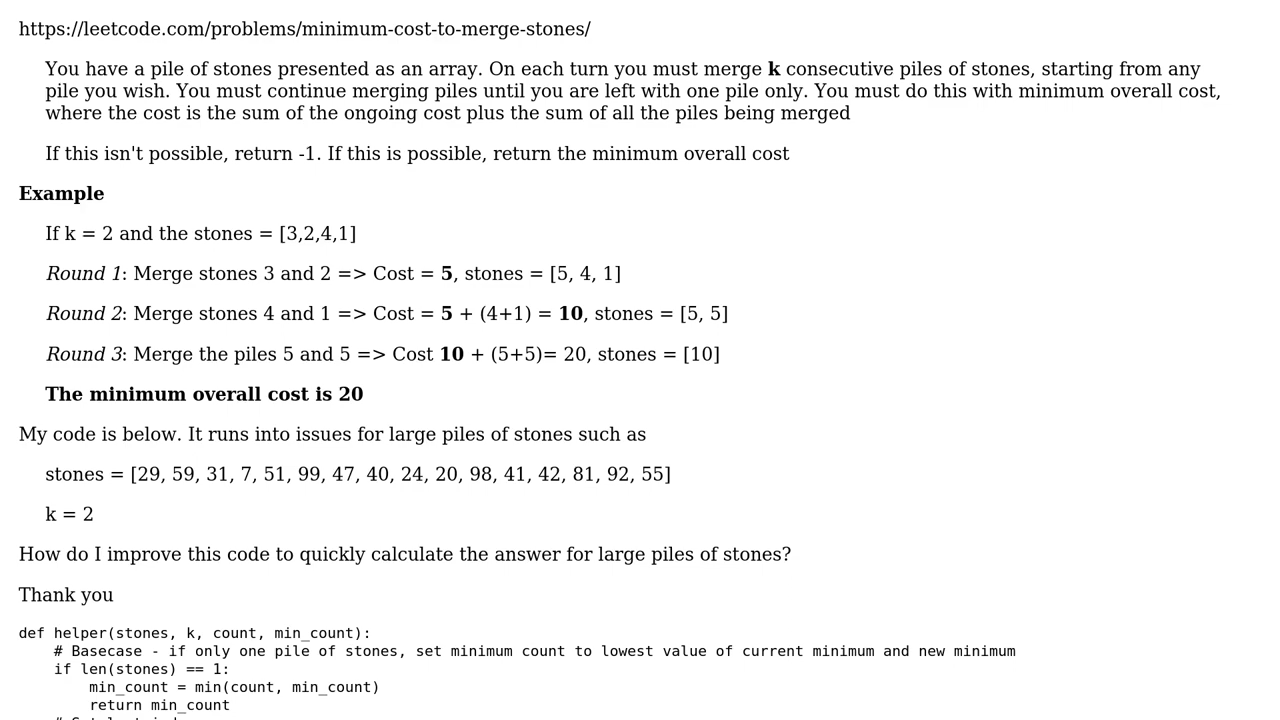 https://leetcode.com/problems/minimum-cost-to-merge-stones/
You have a pile of stones presented as an array. On each turn you must merge k consecutive piles of stones, starting from any
pile you wish. You must continue merging piles until you are left with one pile only. You must do this with minimum overall cost,
where the cost is the sum of the ongoing cost plus the sum of all the piles being merged
If this isn't possible, return -1. If this is possible, return the minimum overall cost
Example
If k = 2 and the stones = [3,2,4,1]
Round 1: Merge stones 3 and 2 => Cost = 5, stones = [5, 4, 1]
Round 2: Merge stones 4 and 1 => Cost = 5 + (4+1) = 10, stones = [5, 5]
Round 3: Merge the piles 5 and 5 => Cost 10 + (5+5)= 20, stones = [10]
The minimum overall cost is 20
My code is below. It runs into issues for large piles of stones such as
stones = [29, 59, 31, 7, 51, 99, 47, 40, 24, 20, 98, 41, 42, 81, 92, 55]
k = 2
How do I improve this code to quickly calculate the answer for large piles of stones?
Thank you
def helper(stones, k, count, min_count):
    # Basecase - if only one pile of stones, set minimum count to lowest value of current minimum and new minimum
    if len(stones) == 1:
        min_count = min(count, min_count)
        return min_count